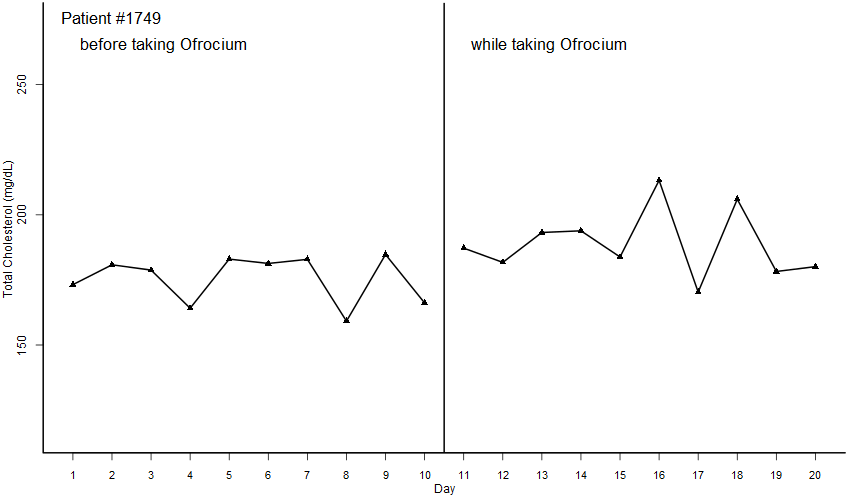 Patient #1749
before taking Ofrocium
while taking Ofrocium
250
200
150
Total Cholesterol (mg/dL)
1 2 3 4 5 6 7 8 9 10 11 12 13 14 15 16 17 18 19 20
Day